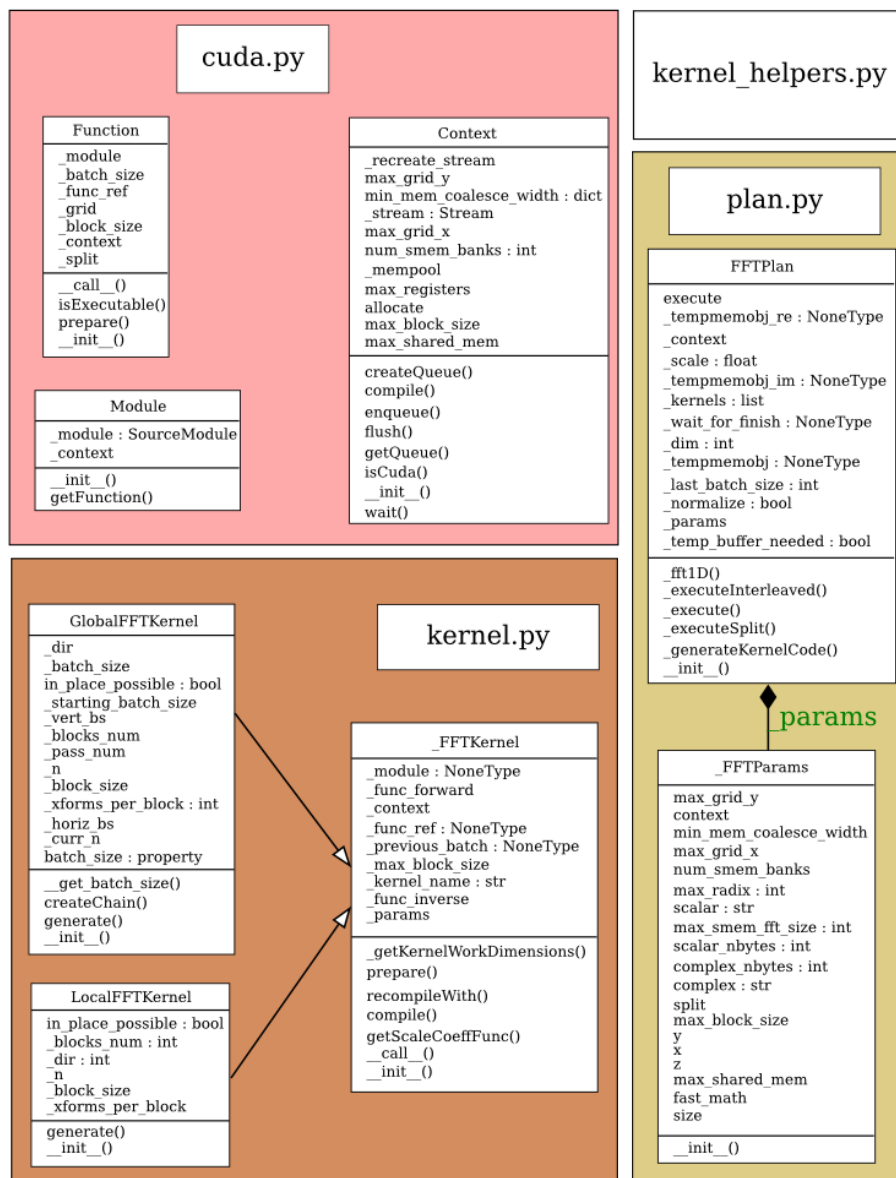 cuda.py
Function
_module
_batch_size
_func_ref
_grid
_block_size
_context
_split
__call__()
isExecutable()
prepare()
__init__()
Module
_module : SourceModule
_context
__init__()
getFunction()
Context
_recreate_stream
max_grid_y
min_mem_coalesce_width : dict
_stream : Stream
max_grid_x
num_smem_banks : int
_mempool
max_registers
allocate
max_block_size
max_shared_mem
createQueue()
compile()
enqueue()
flush()
getQueue()
isCuda()
__init__()
wait()
kernel_helpers.py
plan.py
FFTPlan
execute
_tempmemobj_re : NoneType
_context
_scale : float
_tempmemobj_im : NoneType
_kernels : list
_wait_for_finish : NoneType
_dim : int
_tempmemobj : NoneType
_last_batch_size : int
_normalize : bool
_params
_temp_buffer_needed : bool
_fft1D()
_executeInterleaved()
_execute()
_executeSplit()
_generateKernelCode()
__init__()
_params
_FFTParams
max_grid_y
context
min_mem_coalesce_width
max_grid_x
num_smem_banks
max_radix : int
scalar : str
max_smem_fft_size : int
scalar_nbytes : int
complex_nbytes : int
complex : str
split
max_block_size
y
x
z
max_shared_mem
fast_math
size
__init__()
kernel.py
GlobalFFTKernel
_dir
_batch_size
in_place_possible : bool
_starting_batch_size
_vert_bs
_blocks_num
_pass_num
_n
_block_size
_xforms_per_block : int
_horiz_bs
_curr_n
batch_size : property
__get_batch_size()
createChain()
generate()
__init__()
LocalFFTKernel
in_place_possible : bool
_blocks_num : int
_dir : int
_n
_block_size
_xforms_per_block
generate()
__init__()
_FFTKernel
_module : NoneType
_func_forward
_context
_func_ref : NoneType
_previous_batch : NoneType
_max_block_size
_kernel_name : str
_func_inverse
_params
_getKernelWorkDimensions()
prepare()
recompileWith()
compile()
getScaleCoeffFunc()
__call__()
__init__()